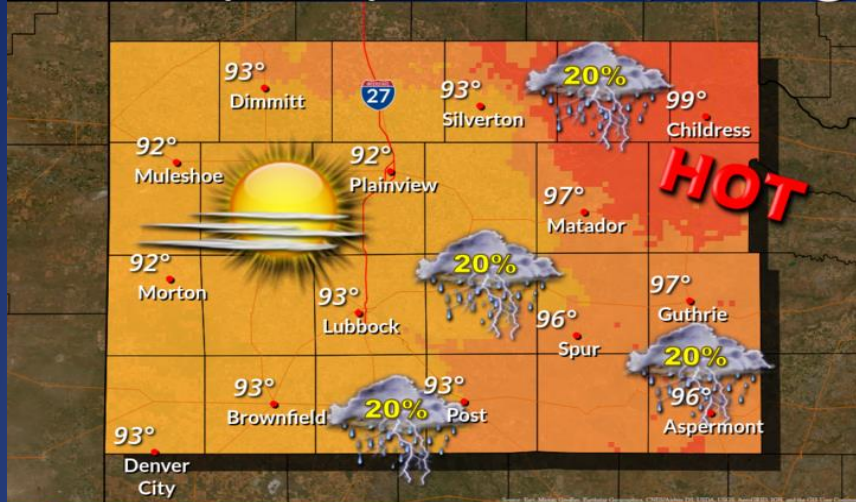 93°
Dimmitt
27
93°
Silverton
20%
99°
Childress
92°
Muleshoe
92°
Plainview
HOT
97°
Matador
92°
Morton
93°
Lubbock
20%
96°
Spur
97°
Guthrie
20%
96°
Aspermont
93°
Brownfield
20%
93°
Post
93°
Denver
City